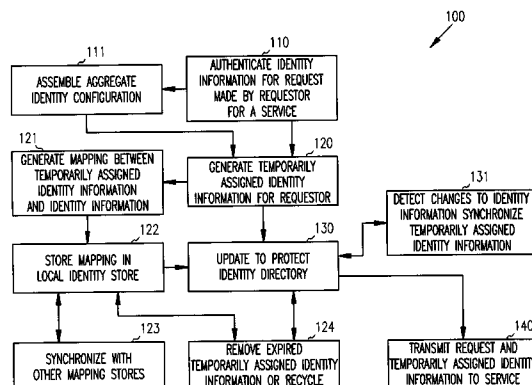 100
111
110
ASSEMBLE AGGREGATE
IDENTITY CONFIGURATION
AUTHENTICATE IDENTITY
INFORMATION FOR REQUEST
MADE BY REQUESTOR
FOR A SERVICE
121
120
131
GENERATE MAPPING BETWEEN
TEMPORARILY ASSIGNED
IDENTITY INFORMATION
AND IDENTITY INFORMATION
GENERATE TEMPORARILY
ASSIGNED IDENTITY
INFORMATION FOR REQUESTOR
DETECT CHANGES TO IDENTITY
INFORMATION SYNCHRONIZE
TEMPORARILY ASSIGNED
IDENTITY INFORMATION
122
130
STORE MAPPING IN
LOCAL IDENTITY STORE
UPDATE TO PROTECT
IDENTITY DIRECTORY
123
124
140
SYNCHRONIZE WITH
OTHER MAPPING STORES
REMOVE EXPIRED
TEMPORARILY ASSIGNED IDENTITY
INFORMATION OR RECYCLE
TRANSMIT REQUEST AND
TEMPORARILY ASSIGNED IDENTITY
INFORMATION TO SERVICE